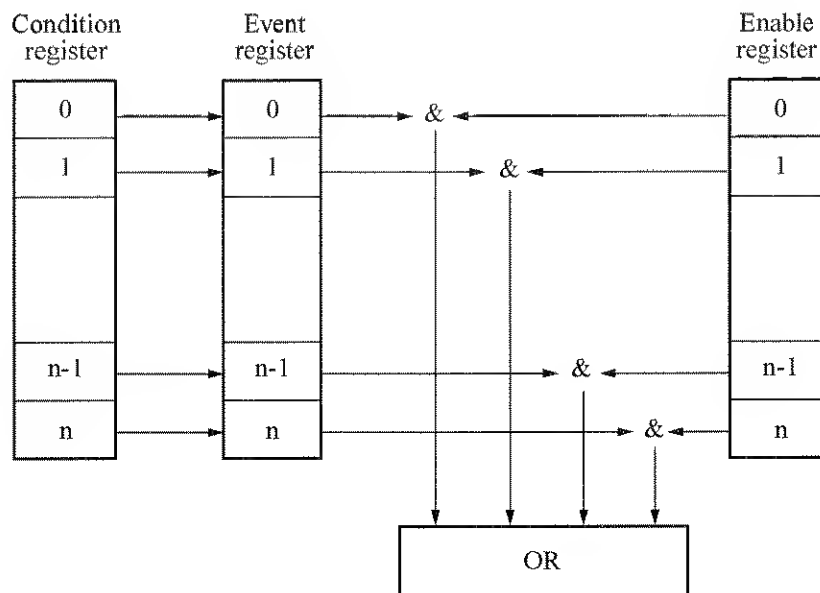 Condition register
Event register
Enable register
0
0
&
0
1
1
&
1
n-1
n-1
&
n-1
n
n
&
n
OR